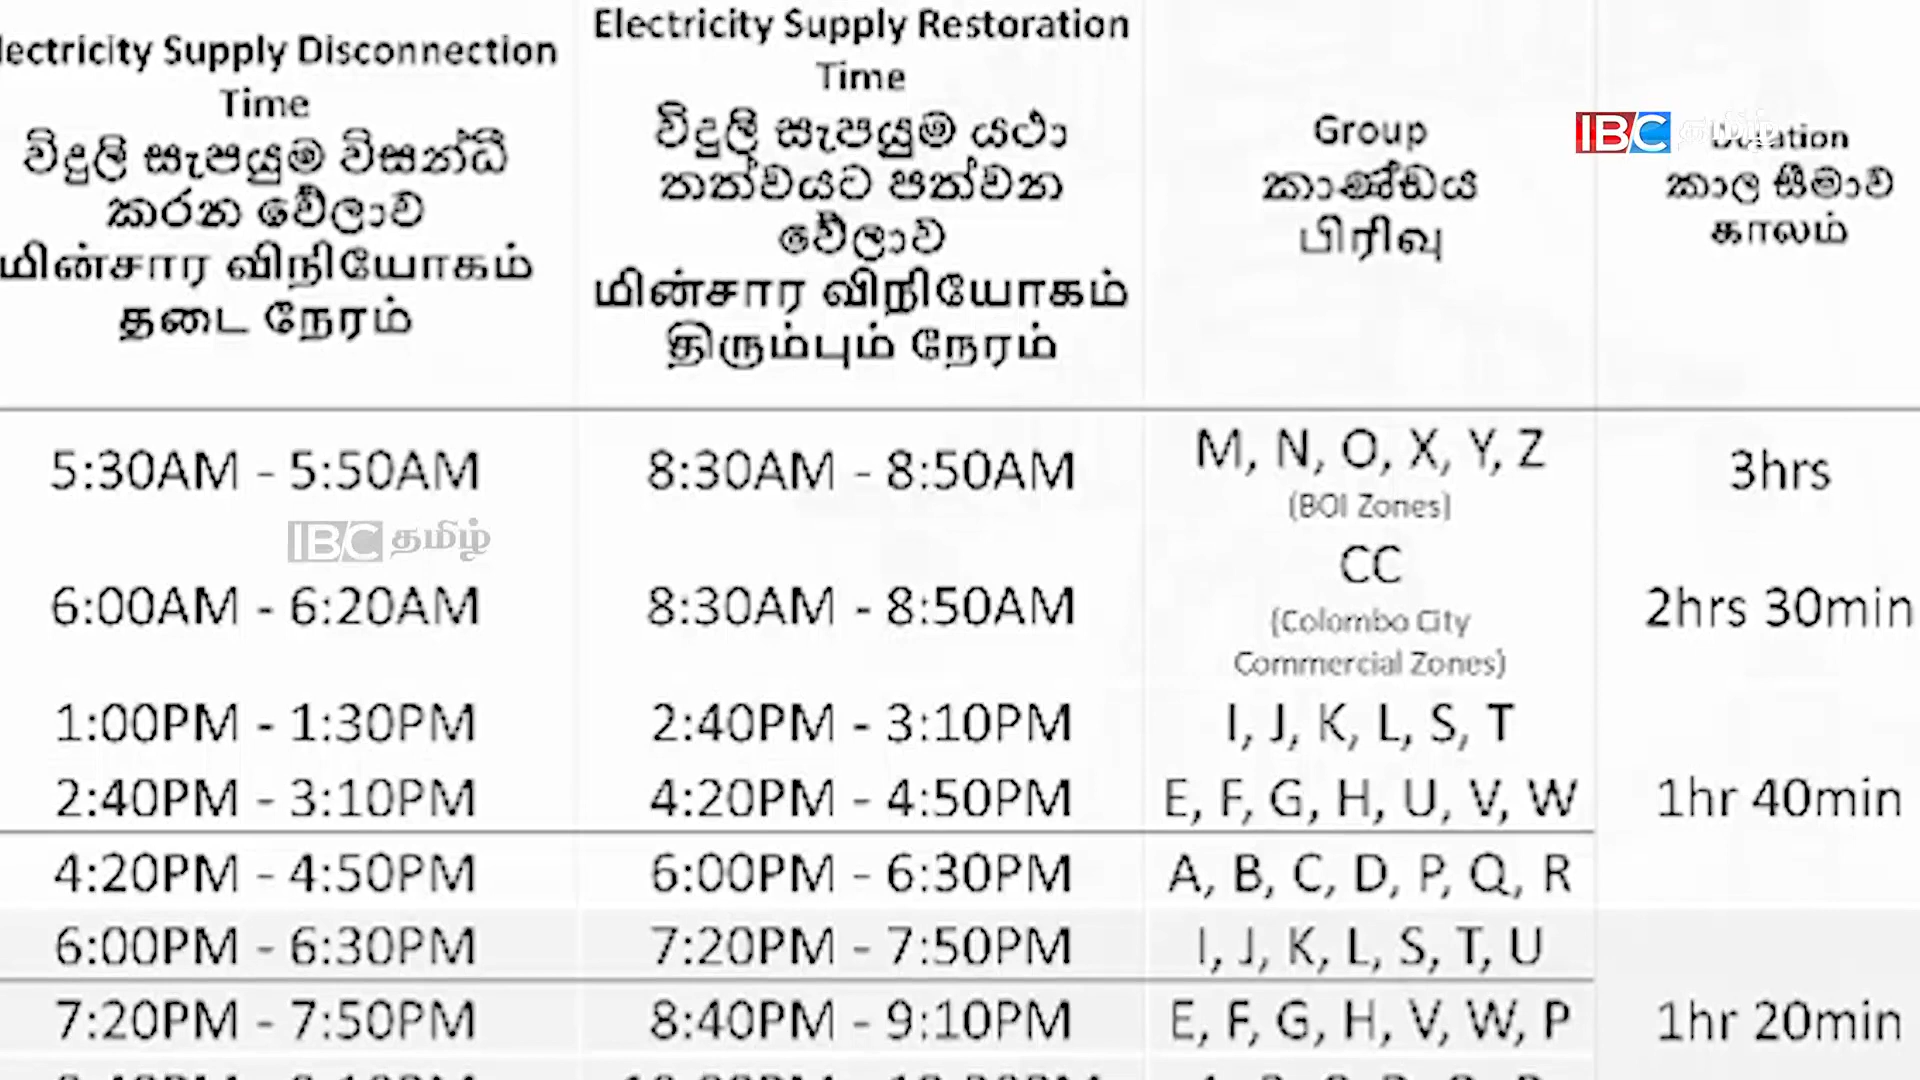 lectricity Supply Disconnection
Time
විදුලි සැපයුම විසන්ධි
කරන වේලාව
மின்சார விநியோகம்
தடை நேரம்
Electricity Supply Restoration
Time
විදුලි සැපයුම යථා
තත්වයට පත්වන
වේලාව
மின்சார விநியோகம்
திரும்பும் நேரம்
Group
කාණ්ඩය
பிரிவு
IBC தமிழ்
කාල සීමාව
காலம்
5:30AM - 5:50AM 8:30AM - 8:50AM M, N, O, X, Y, Z 3hrs
(BOI Zones)
IBC தமிழ்
6:00AM - 6:20AM 8:30AM - 8:50AM CC 2hrs 30min
(Colombo City
Commercial Zones)
1:00PM - 1:30PM 2:40PM - 3:10PM I, J, K, L, S, T
2:40PM - 3:10PM 4:20PM - 4:50PM E, F, G, H, U, V, W 1hr 40min
4:20PM - 4:50PM 6:00PM - 6:30PM A, B, C, D, P, Q, R
6:00PM - 6:30PM 7:20PM - 7:50PM I, J, K, L, S, T, U
7:20PM - 7:50PM 8:40PM - 9:10PM E, F, G, H, V, W, P 1hr 20min